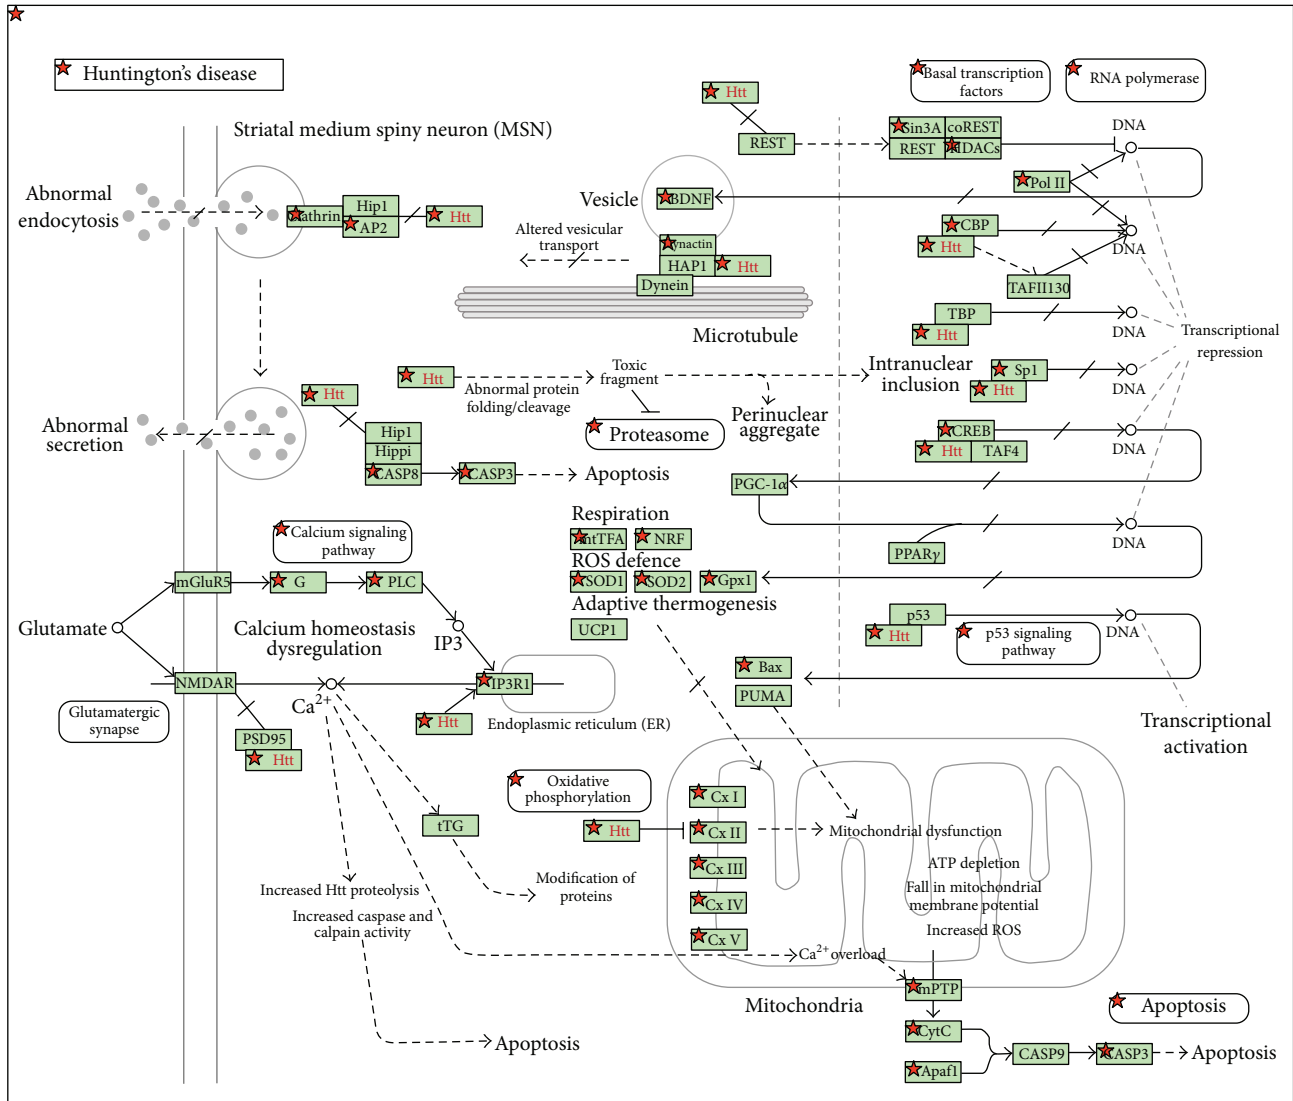 Huntington's disease
Striatal medium spiny neuron (MSN)
Basal transcription
factors
RNA polymerase
Htt
REST
Sin3A
coREST
REST
HDACs
DNA
Pol II
Abnormal
endocytosis
Clathrin
Hip1
AP2
Htt
Vesicle
BDNF
Altered vesicular
transport
Dynactin
HAP1
Htt
Dynein
Microtubule
CBP
Htt
DNA
TAFII130
TBP
Htt
DNA
Transcriptional
repression
Htt
Abnormal protein
folding/cleavage
Toxic
fragment
Perinuclear
aggregate
Intranuclear
inclusion
Sp1
Htt
DNA
Proteasome
Abnormal
secretion
Htt
Hip1
Hippi
CASP8
CASP3
Apoptosis
CREB
Htt
TAF4
DNA
PGC-1α
PPARγ
DNA
Respiration
mtTFA
NRF
ROS defence
SOD1
SOD2
Gpx1
Adaptive thermogenesis
UCP1
Calcium signaling
pathway
mGluR5
G
PLC
Glutamate
Calcium homeostasis
dysregulation
IP3
NMDAR
Ca2+
IP3R1
Htt
Endoplasmic reticulum (ER)
Glutamatergic
synapse
PSD95
Htt
p53
Htt
p53 signaling
pathway
DNA
Bax
PUMA
Transcriptional
activation
Oxidative
phosphorylation
Htt
Cx I
Cx II
Cx III
Cx IV
Cx V
Mitochondrial dysfunction
ATP depletion
Fall in mitochondrial
membrane potential
Increased ROS
Ca2+ overload
tTG
Modification of
proteins
Increased Htt proteolysis
Increased caspase and
calpain activity
Apoptosis
Mitochondria
mPTP
CytC
Apaf1
CASP9
CASP3
Apoptosis
Apoptosis